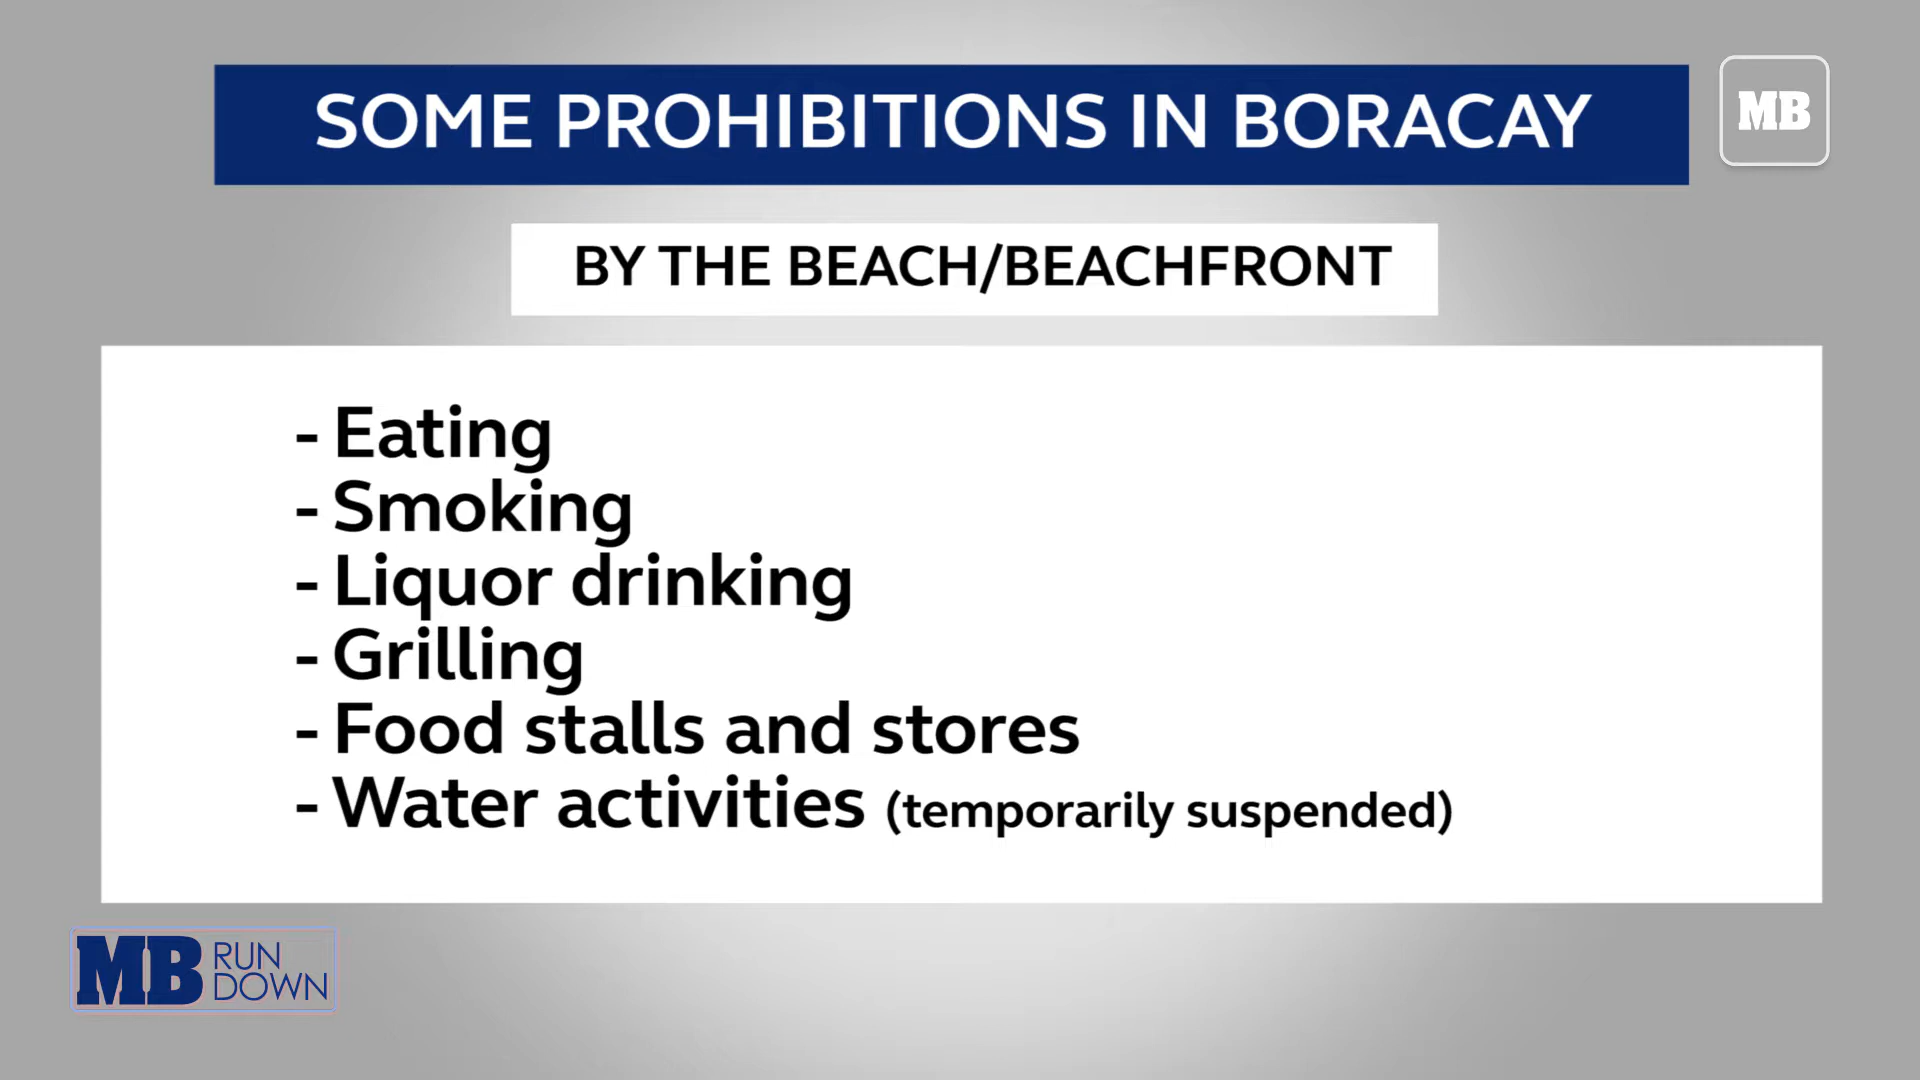 SOME PROHIBITIONS IN BORACAY
MB
BY THE BEACH/BEACHFRONT
- Eating
- Smoking
- Liquor drinking
- Grilling
- Food stalls and stores
- Water activities (temporarily suspended)
MB RUN
DOWN